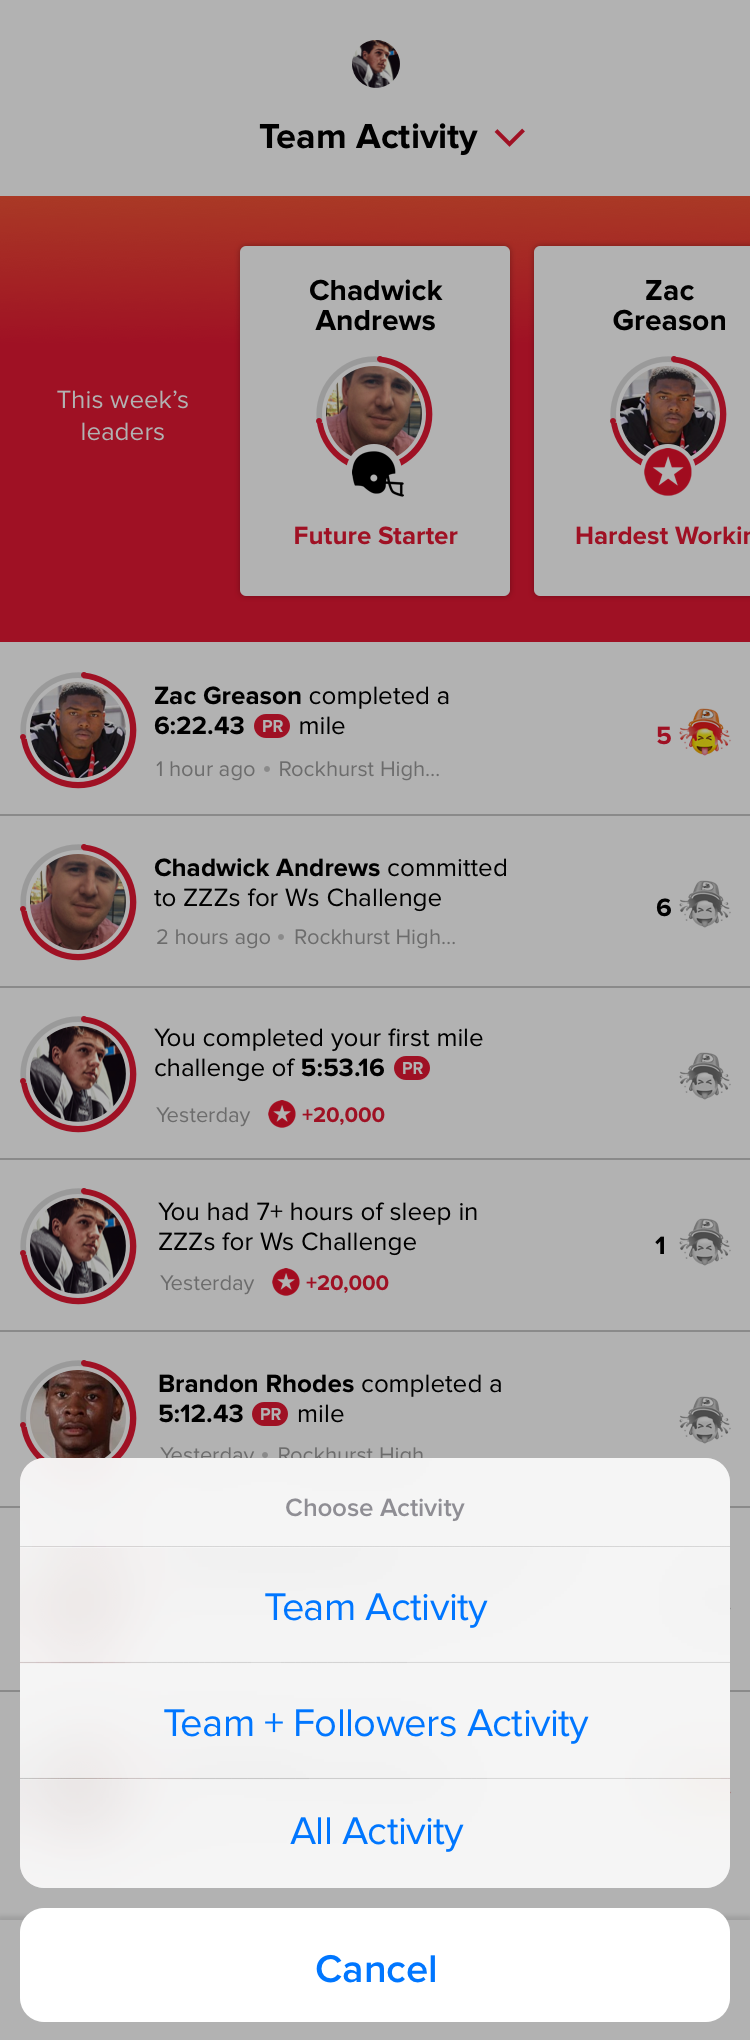 Team Activity
This week's
leaders
Chadwick
Andrews
Future Starter
Zac
Greason
Hardest Workin
Zac Greason completed a
6:22.43 PR mile
1 hour ago • Rockhurst High...
5
Chadwick Andrews committed
to ZZZs for Ws Challenge
2 hours ago • Rockhurst High...
6
You completed your first mile
challenge of 5:53.16 PR
Yesterday +20,000
You had 7+ hours of sleep in
ZZZs for Ws Challenge
Yesterday +20,000
1
Brandon Rhodes completed a
5:12.43 PR mile
Yesterday • Rockhurst High
Choose Activity
Team Activity
Team + Followers Activity
All Activity
Cancel